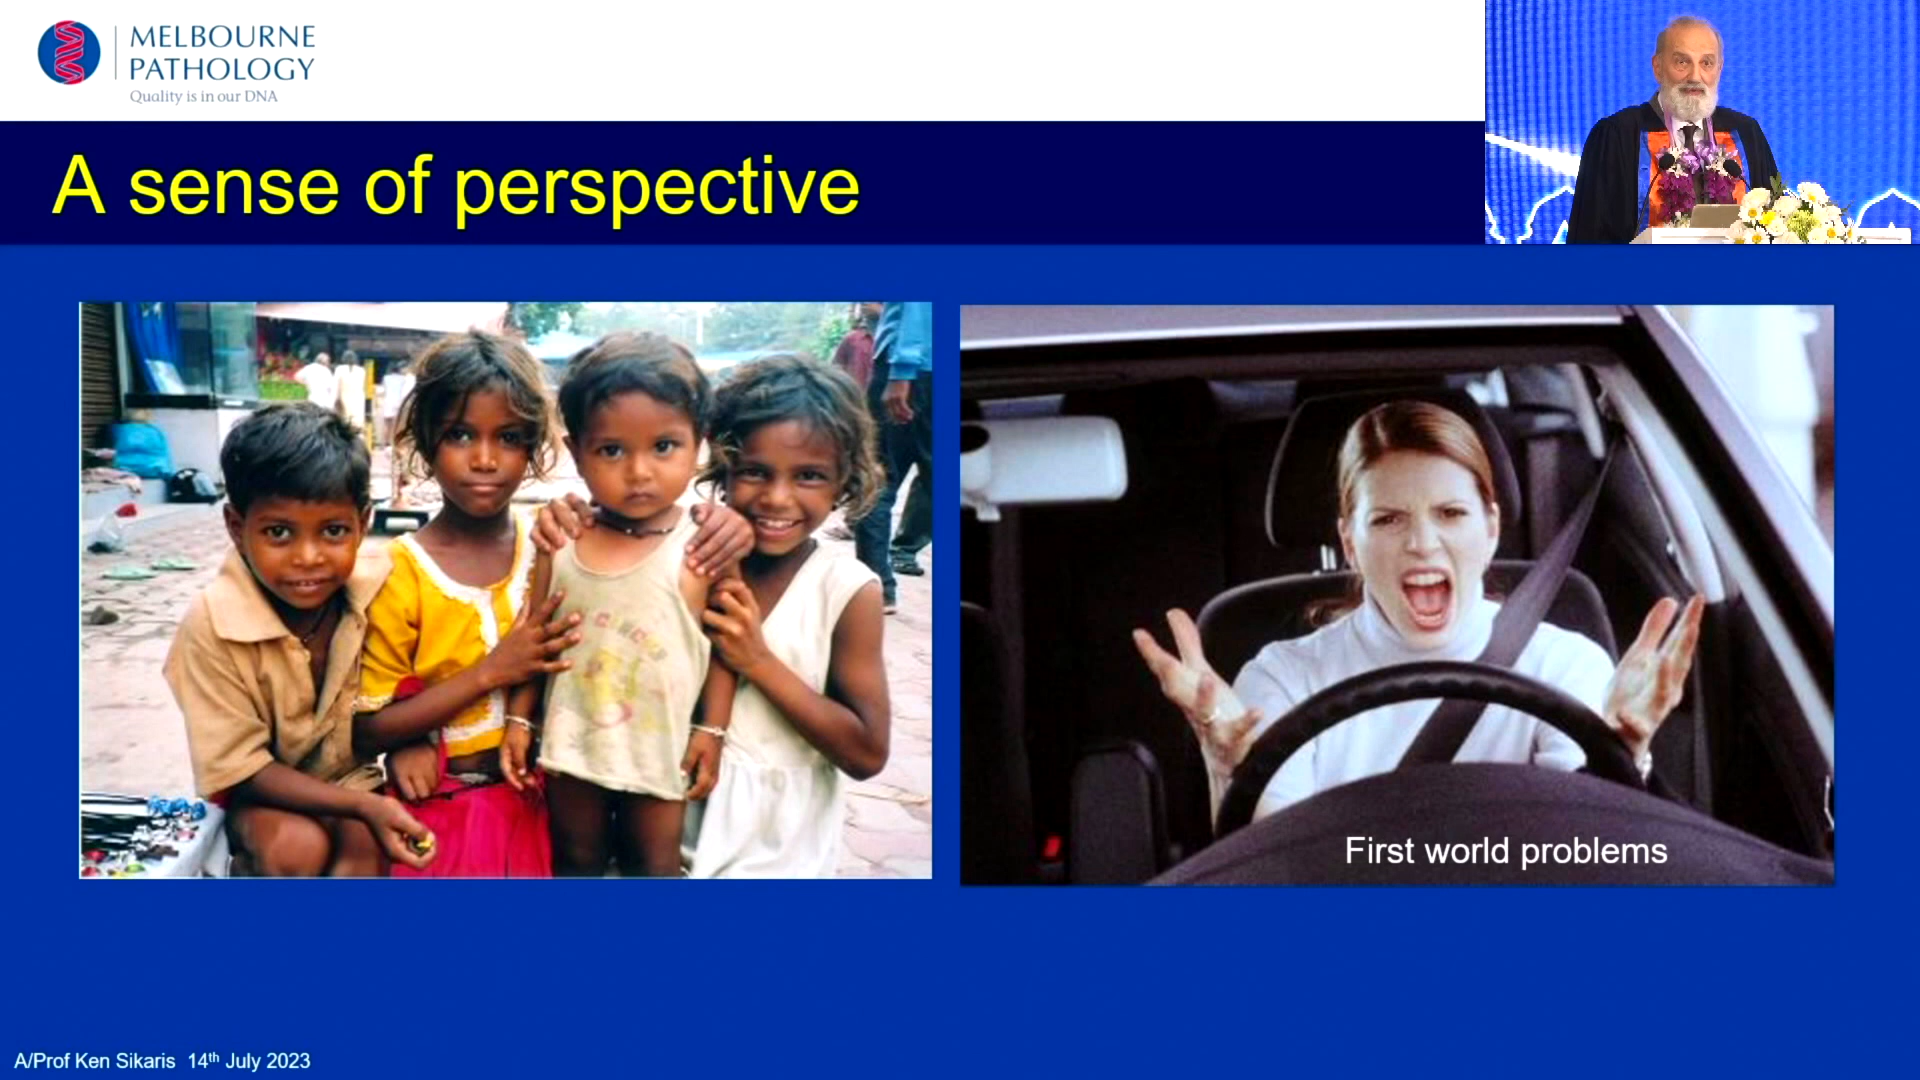 MELBOURNE
PATHOLOGY
Quality is in our DNA
A sense of perspective
First world problems
A/Prof Ken Sikaris 14th July 2023